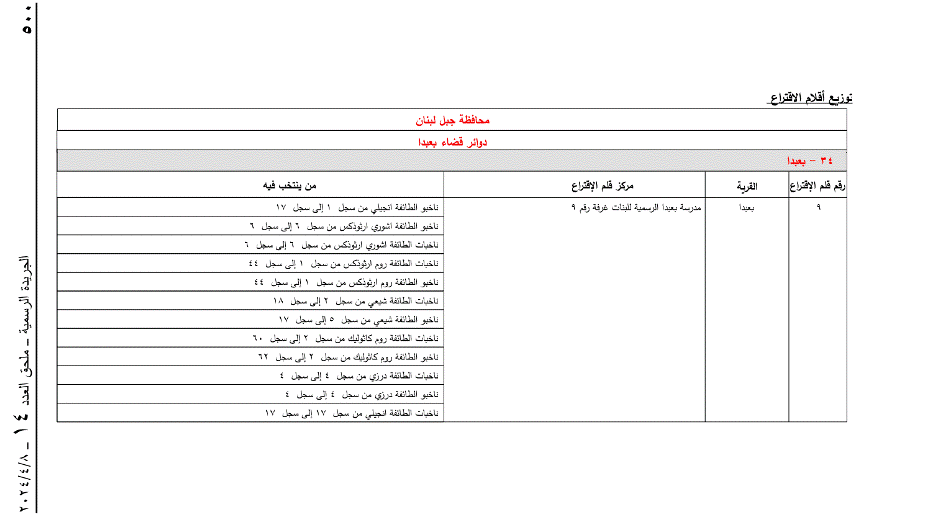 ٥٠٠
الجريدة الرسمية – ملحق العدد ١٤ – ٢٠٢٤/٤/٨
توزيع أقلام الاقتراع
محافظة جبل لبنان
دوائر قضاء بعبدا
٣٤ - بعبدا
رقم قلم الإقتراع القرية مركز قلم الإقتراع من ينتخب فيه
٩ بعبدا مدرسة بعبدا الرسمية للبنات غرفة رقم ٩ ناخبو الطائفة انجيلي من سجل ١ إلى سجل ١٧
ناخبو الطائفة اشوري ارثوذكس من سجل ٦ إلى سجل ٦
ناخبات الطائفة اشوري ارثوذكس من سجل ٦ إلى سجل ٦
ناخبات الطائفة روم ارثوذكس من سجل ١ إلى سجل ٤٤
ناخبو الطائفة روم ارثوذكس من سجل ١ إلى سجل ٤٤
ناخبات الطائفة شيعي من سجل ٢ إلى سجل ١٨
ناخبو الطائفة شيعي من سجل ٥ إلى سجل ١٧
ناخبات الطائفة روم كاثوليك من سجل ٢ إلى سجل ٦٠
ناخبو الطائفة روم كاثوليك من سجل ٢ إلى سجل ٦٢
ناخبات الطائفة درزي من سجل ٤ إلى سجل ٤
ناخبو الطائفة درزي من سجل ٤ إلى سجل ٤
ناخبات الطائفة انجيلي من سجل ١٧ إلى سجل ١٧